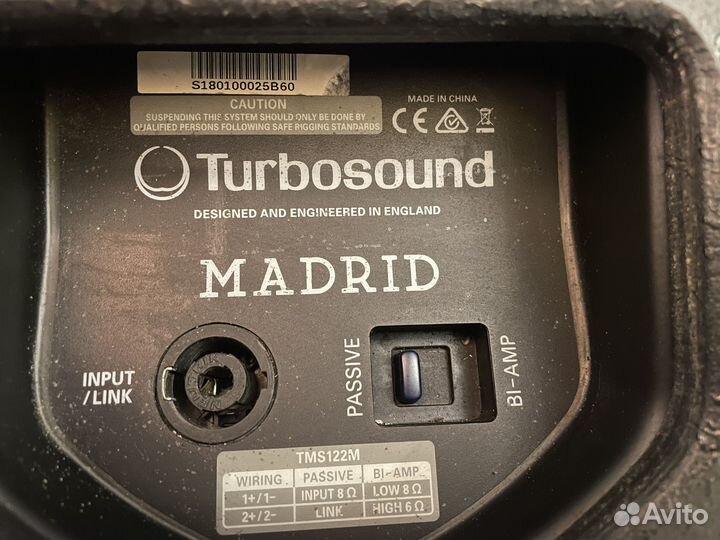 S180100025B60
CAUTION
SUSPENDING THIS SYSTEM SHOULD ONLY BE DONE BY
QUALIFIED PERSONS FOLLOWING SAFE RIGGING STANDARDS
MADE IN CHINA
CE
Turbosound
DESIGNED AND ENGINEERED IN ENGLAND
MADRID
INPUT
/LINK
PASSIVE
BI-AMP
TMS122M
WIRING PASSIVE BI-AMP
1+/1- INPUT 8 Ω LOW 8 Ω
2+/2- LINK HIGH 6 Ω
Avito